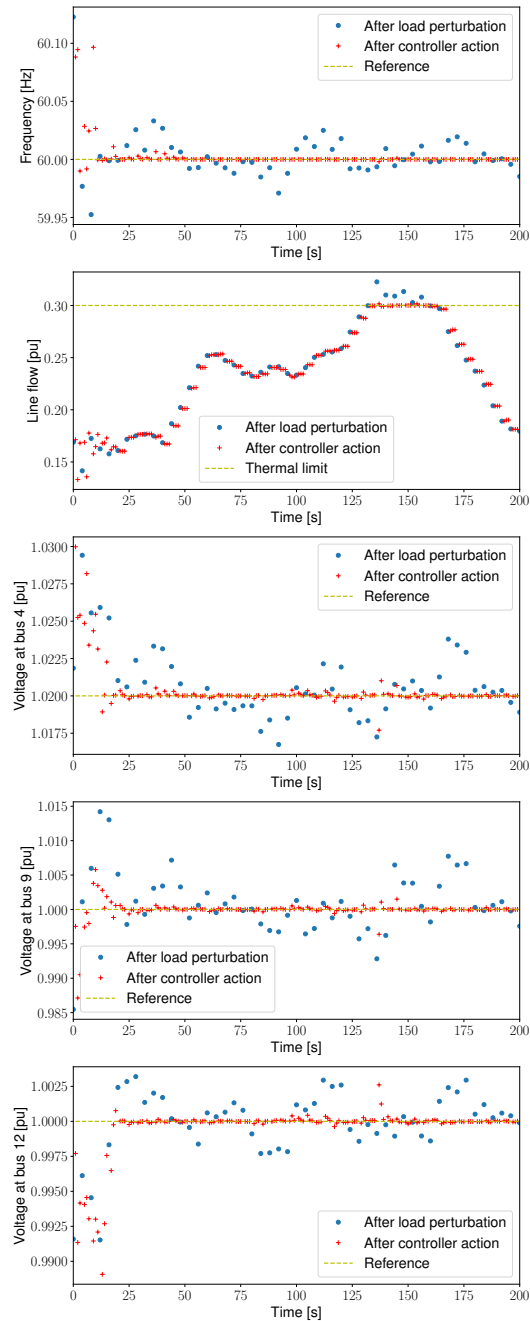 60.10
60.05
60.00
59.95
Frequency [Hz]
After load perturbation
After controller action
Reference
0 25 50 75 100 125 150 175 200
Time [s]
0.30
0.25
0.20
0.15
Line flow [pu]
After load perturbation
After controller action
Thermal limit
0 25 50 75 100 125 150 175 200
Time [s]
1.0300
1.0275
1.0250
1.0225
1.0200
1.0175
Voltage at bus 4 [pu]
After load perturbation
After controller action
Reference
0 25 50 75 100 125 150 175 200
Time [s]
1.015
1.010
1.005
1.000
0.995
0.990
0.985
Voltage at bus 9 [pu]
After load perturbation
After controller action
Reference
0 25 50 75 100 125 150 175 200
Time [s]
1.0025
1.0000
0.9975
0.9950
0.9925
0.9900
Voltage at bus 12 [pu]
After load perturbation
After controller action
Reference
0 25 50 75 100 125 150 175 200
Time [s]